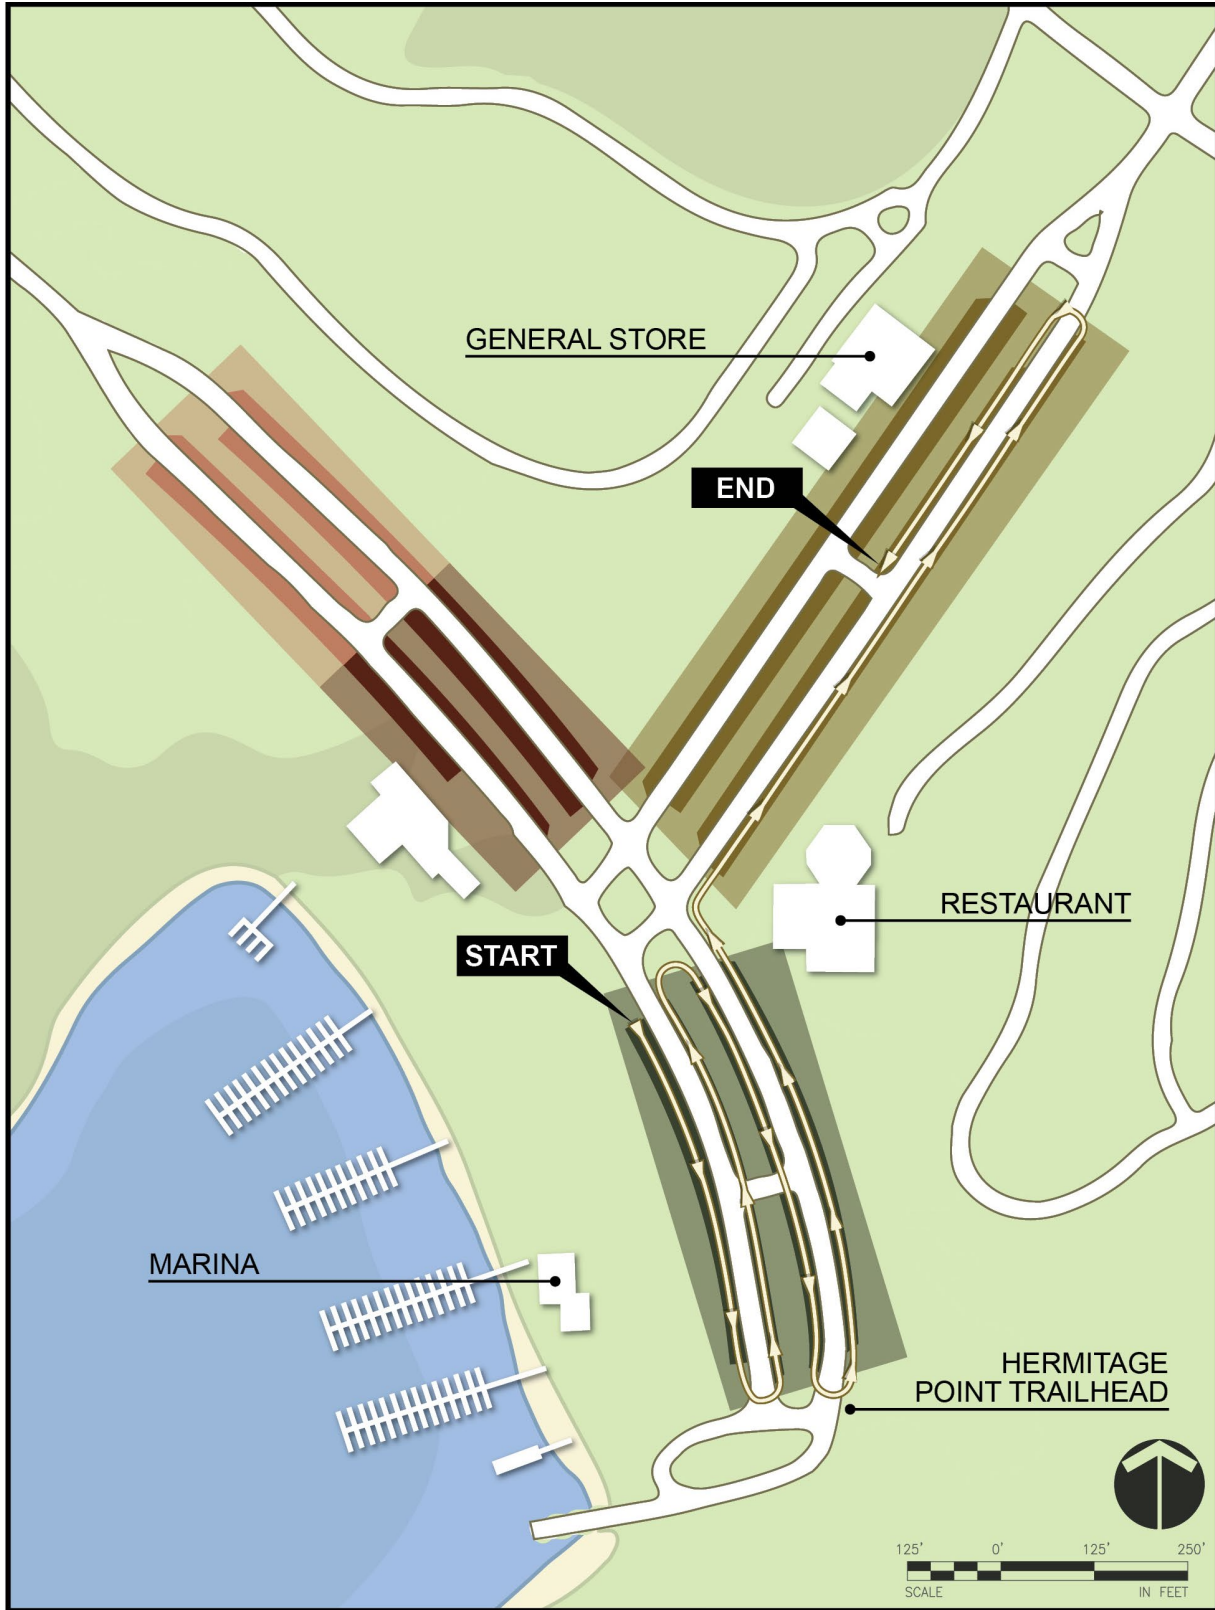 GENERAL STORE
END
RESTAURANT
START
MARINA
HERMITAGE
POINT TRAILHEAD
125' 0' 125' 250'
SCALE IN FEET